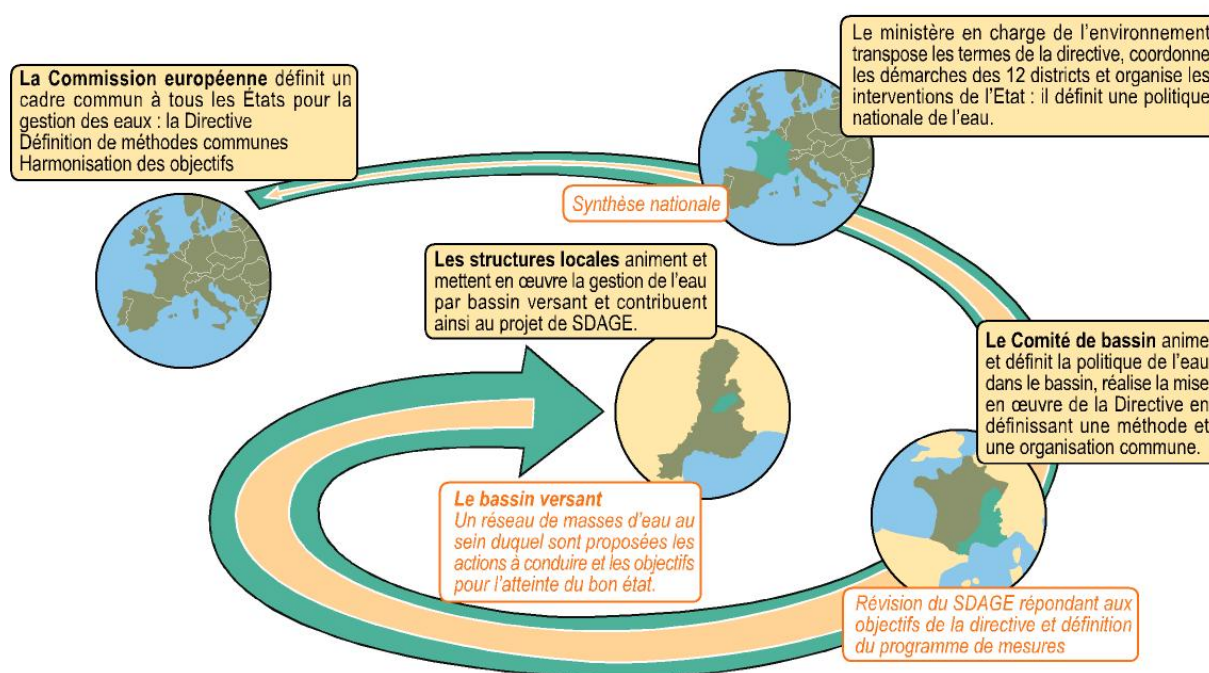 La Commission européenne définit un
cadre commun à tous les États pour la
gestion des eaux : la Directive
Définition de méthodes communes
Harmonisation des objectifs
Le ministère en charge de l'environnement
transpose les termes de la directive, coordonne
les démarches des 12 districts et organise les
interventions de l'Etat : il définit une politique
nationale de l'eau.
Synthèse nationale
Les structures locales animent et
mettent en œuvre la gestion de l'eau
par bassin versant et contribuent
ainsi au projet de SDAGE.
Le Comité de bassin anime
et définit la politique de l'eau
dans le bassin, réalise la mise
en œuvre de la Directive en
définissant une méthode et
une organisation commune.
Le bassin versant
Un réseau de masses d'eau au
sein duquel sont proposées les
actions à conduire et les objectifs
pour l'atteinte du bon état.
Révision du SDAGE répondant aux
objectifs de la directive et définition
du programme de mesures